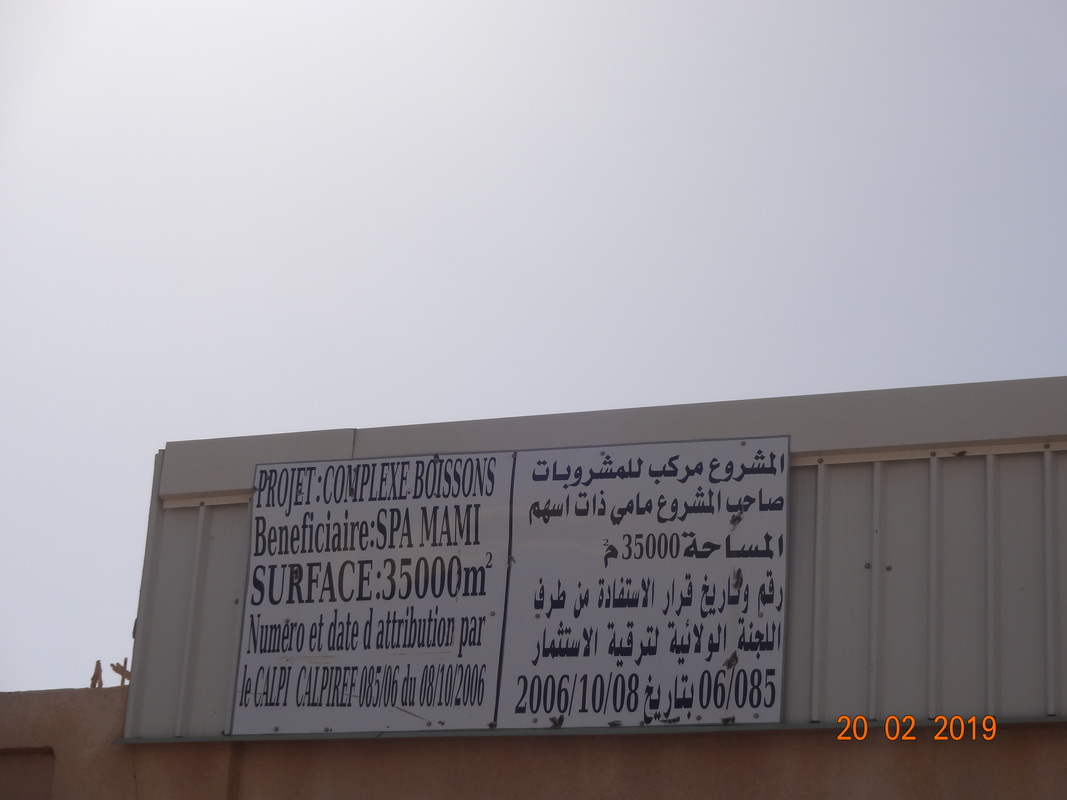 PROJET:COMPLEXE BOISSONS
Beneficiaire:SPA MAMI
SURFACE:35000m²
Numéro et date d attribution par
le CALPI CALPIREF 085/06 du 08/10/2006
المشروع مركب للمشروبات
صاحب المشروع مامي ذات اسهم
المساحة 35000 م²
رقم وتاريخ قرار الاستفادة من طرف
اللجنة الولائية لترقية الاستثمار
06/085 بتاريخ 2006/10/08
20 02 2019